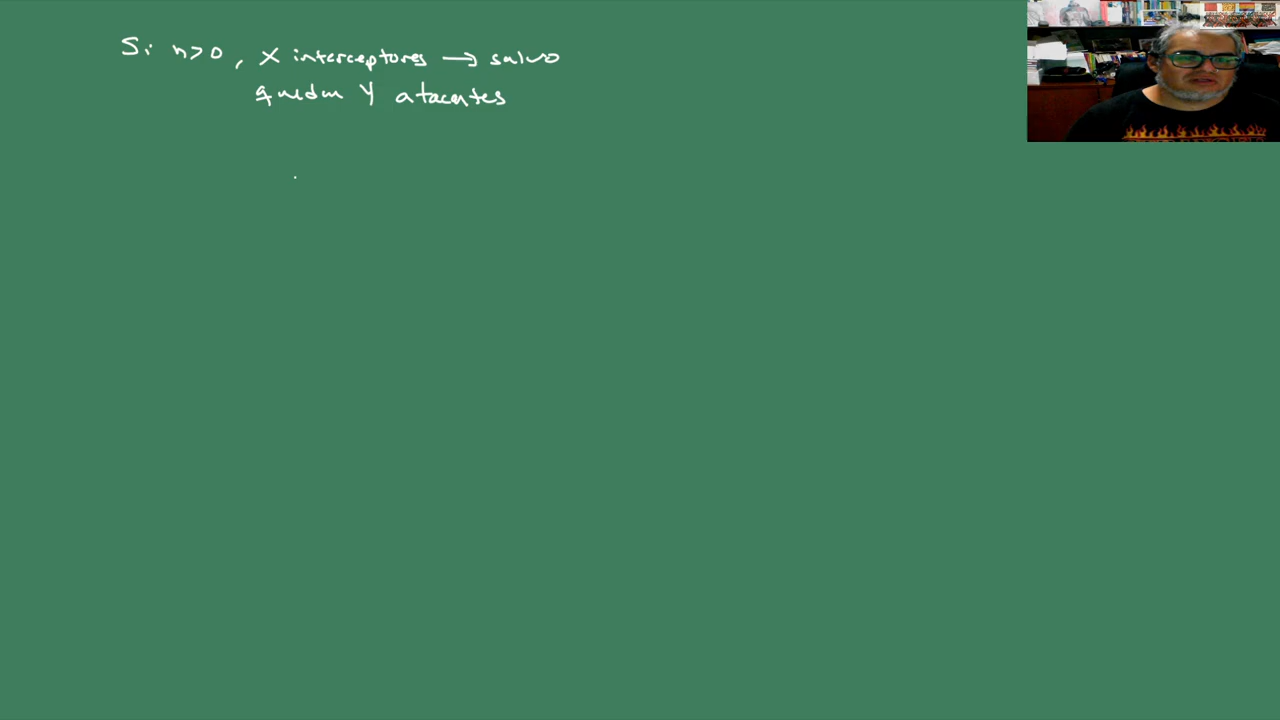 Si n>0, X interceptores → salvo
quedan Y atacantes